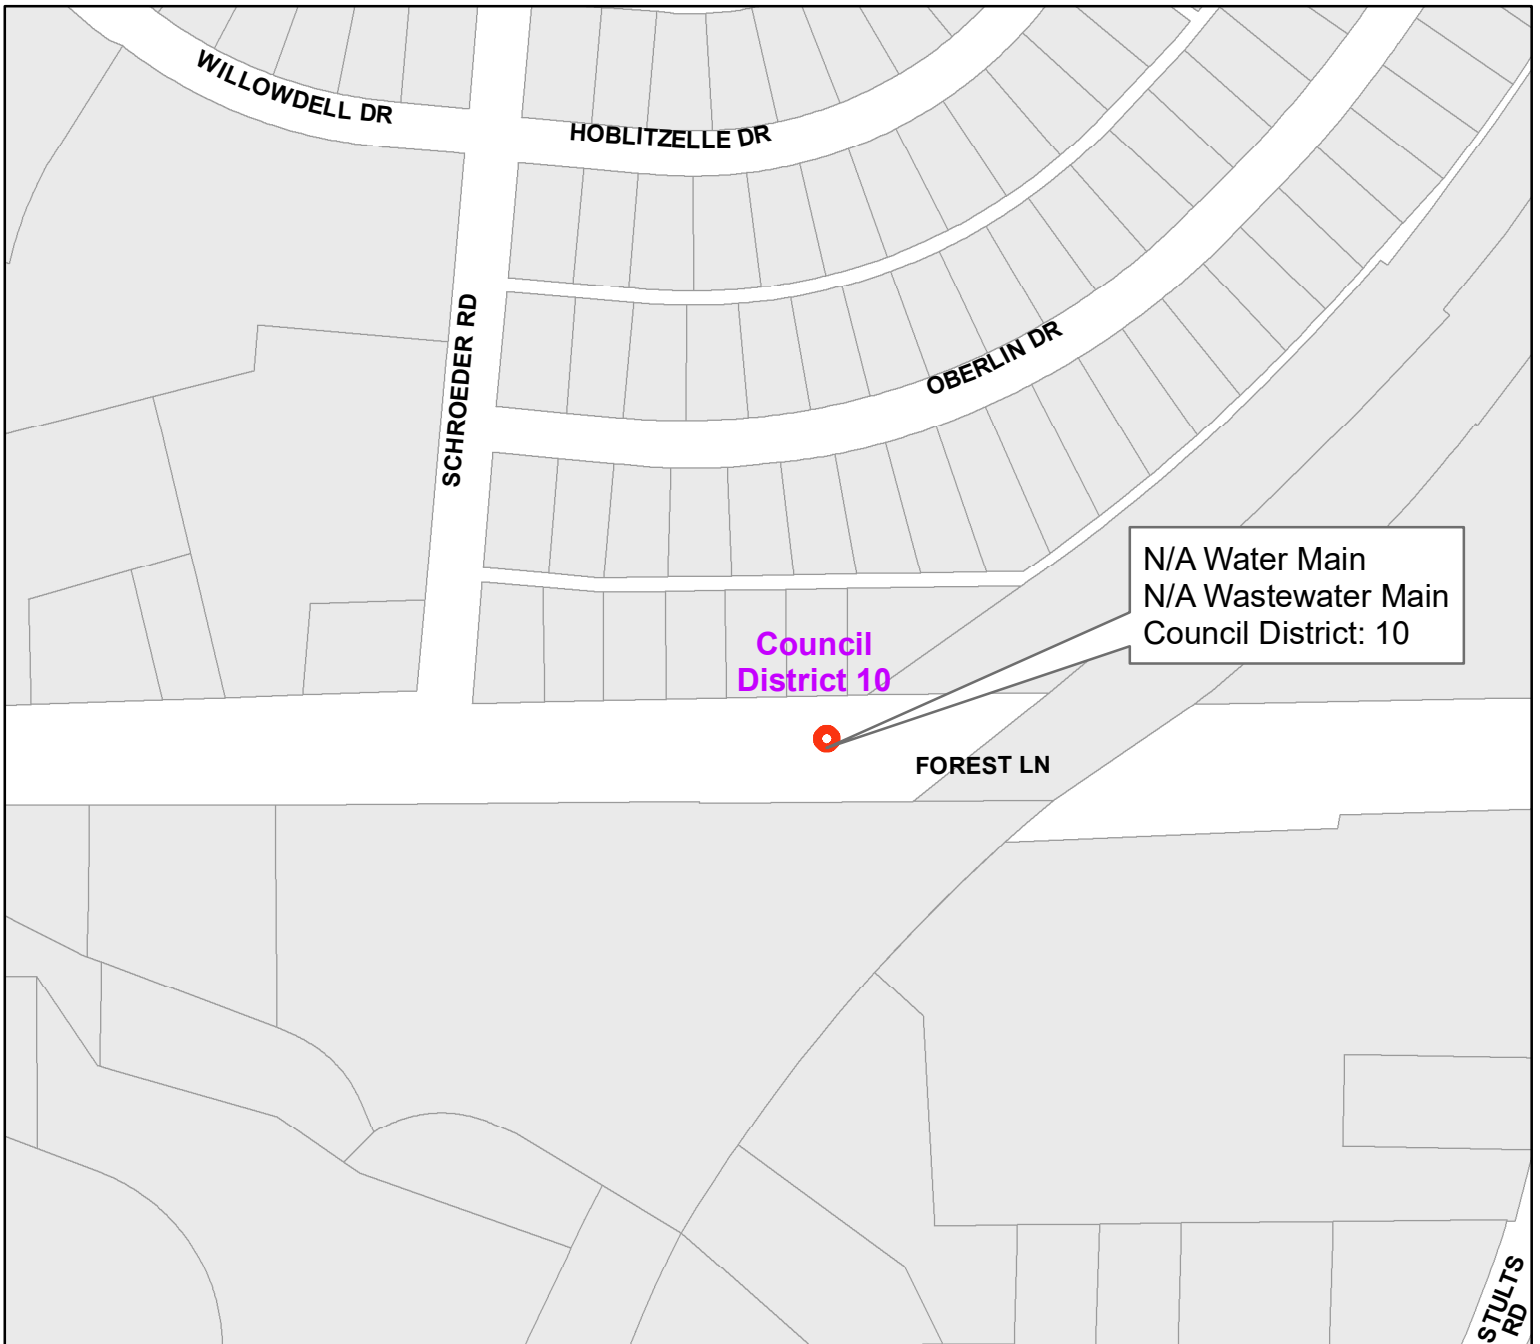 WILLOWDELL DR
HOBLITZELLE DR
SCHROEDER RD
OBERLIN DR
N/A Water Main
N/A Wastewater Main
Council District: 10
Council
District 10
FOREST LN
STULTS
RD